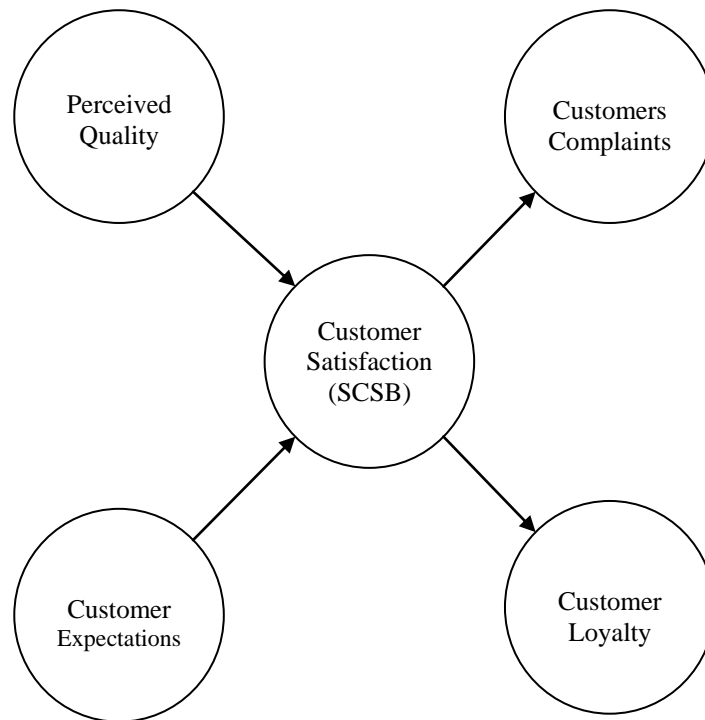 Perceived
Quality
Customers
Complaints
Customer
Satisfaction
(SCSB)
Customer
Expectations
Customer
Loyalty